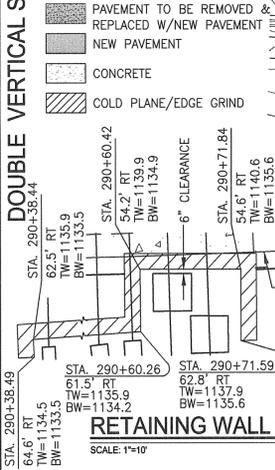 DOUBLE VERTICAL S
PAVEMENT TO BE REMOVED &
REPLACED W/NEW PAVEMENT
NEW PAVEMENT
CONCRETE
COLD PLANE/EDGE GRIND
STA. 290+38.44
62.5' RT
TW=1135.9
BW=1133.5
STA. 290+60.42
54.2' RT
TW=1139.9
BW=1134.9
6" CLEARANCE
STA. 290+71.84
54.6' RT
TW=1140.6
BW=1135.
STA. 290+38.49
64.6' RT
TW=1134.5
BW=1133.5
STA. 290+60.26
61.5' RT
TW=1135.9
BW=1134.2
STA. 290+71.59
62.8' RT
TW=1137.9
BW=1135.6
RETAINING WALL
SCALE: 1"=10'